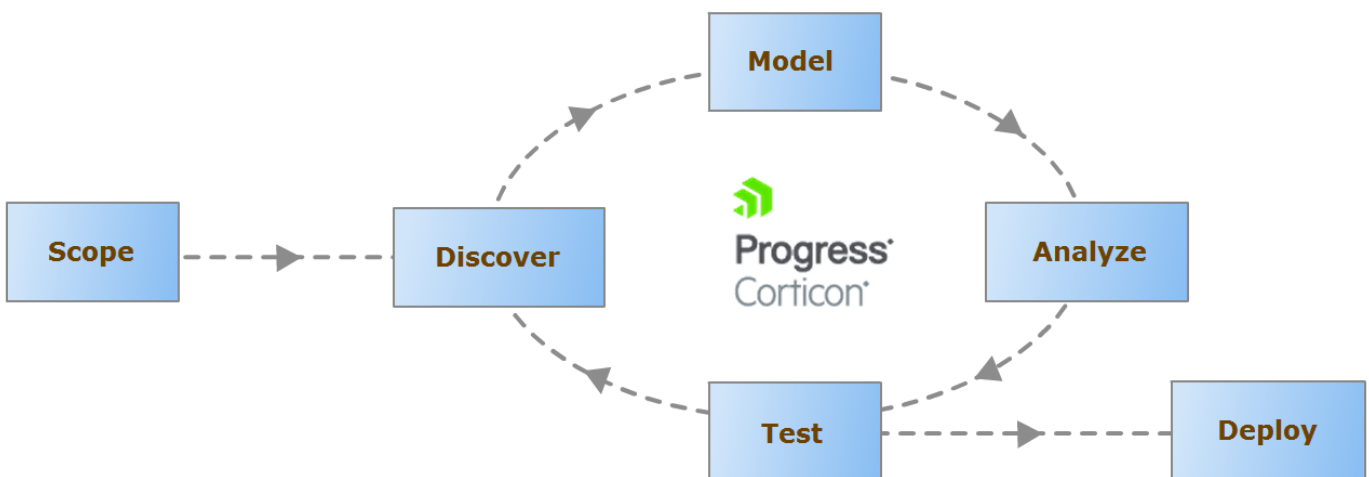 Model
Scope
Discover
Progress
Corticon
Analyze
Test
Deploy